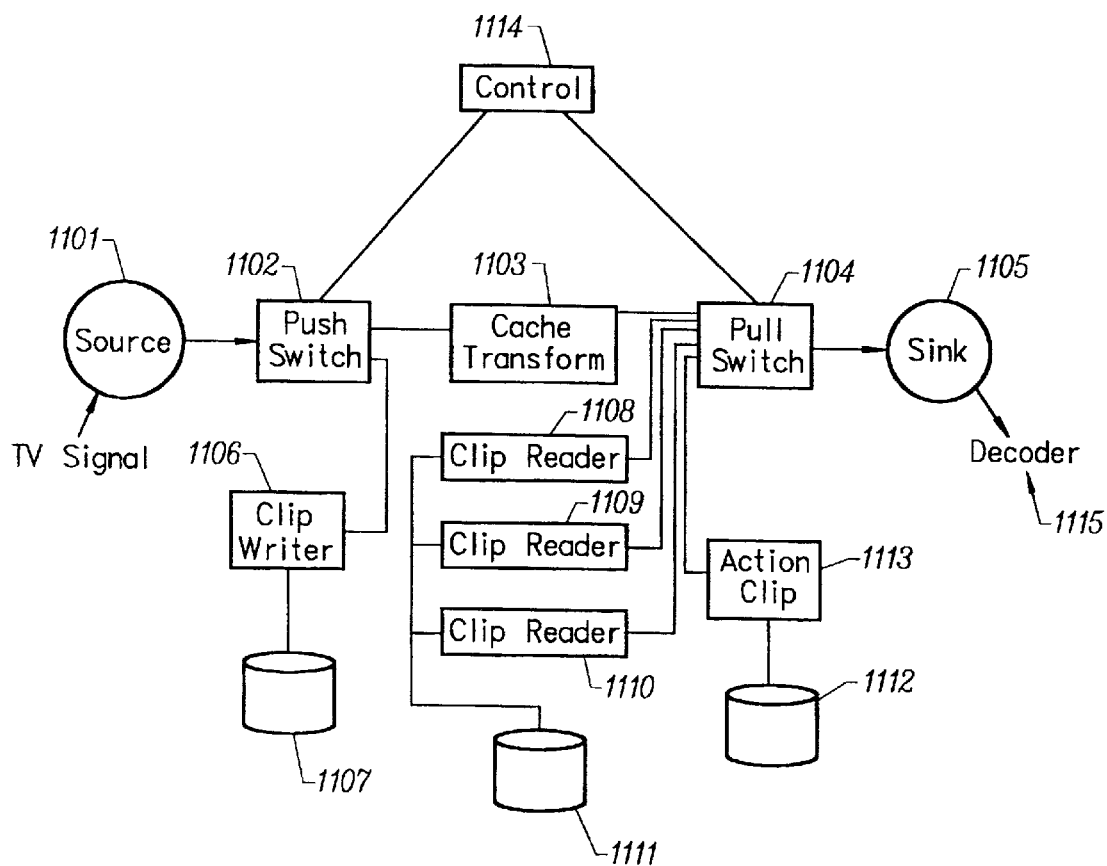 1114
Control
1101
1102
1103
1104
1105
Source
Push
Switch
Cache
Transform
Pull
Switch
Sink
TV Signal
1106
1108
Clip Reader
Decoder
Clip
Writer
1109
Clip Reader
1115
Action
Clip
1113
Clip Reader
1110
1112
1107
1111